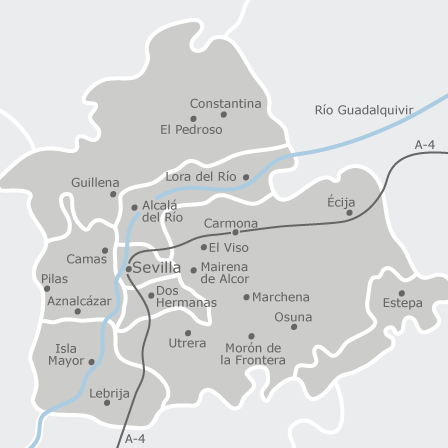 Constantina
Río Guadalquivir
El Pedroso
A-4
Lora del Río
Guillena
Alcalá
del Río
Écija
Carmona
El Viso
Camas
Sevilla
Mairena
de Alcor
Pilas
Aznalcázar
Dos
Hermanas
Marchena
Estepa
Osuna
Utrera
Morón de
la Frontera
Isla
Mayor
Lebrija
A-4